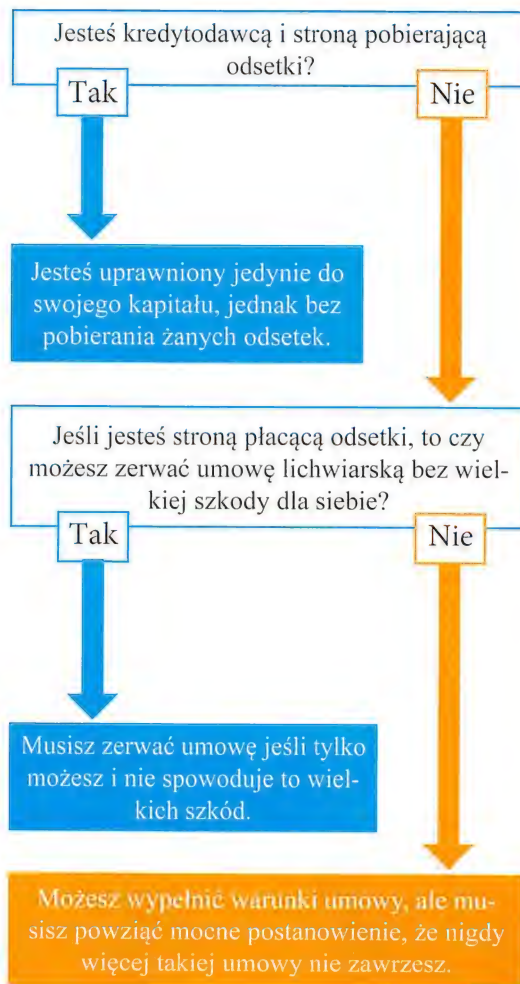 Jesteś kredytodawcą i stroną pobierającą
odsetki?
Tak
Nie
Jesteś uprawniony jedynie do
swojego kapitału, jednak bez
pobierania żanych odsetek.
Jeśli jesteś stroną płacącą odsetki, to czy
możesz zerwać umowę lichwiarską bez wiel-
kiej szkody dla siebie?
Tak
Nie
Musisz zerwać umowę jeśli tylko
możesz i nie spowoduje to wiel-
kich szkód.
Możesz wypełnić warunki umowy, ale mu-
sisz powziąć mocne postanowienie, że nigdy
więcej takiej umowy nie zawrzesz.